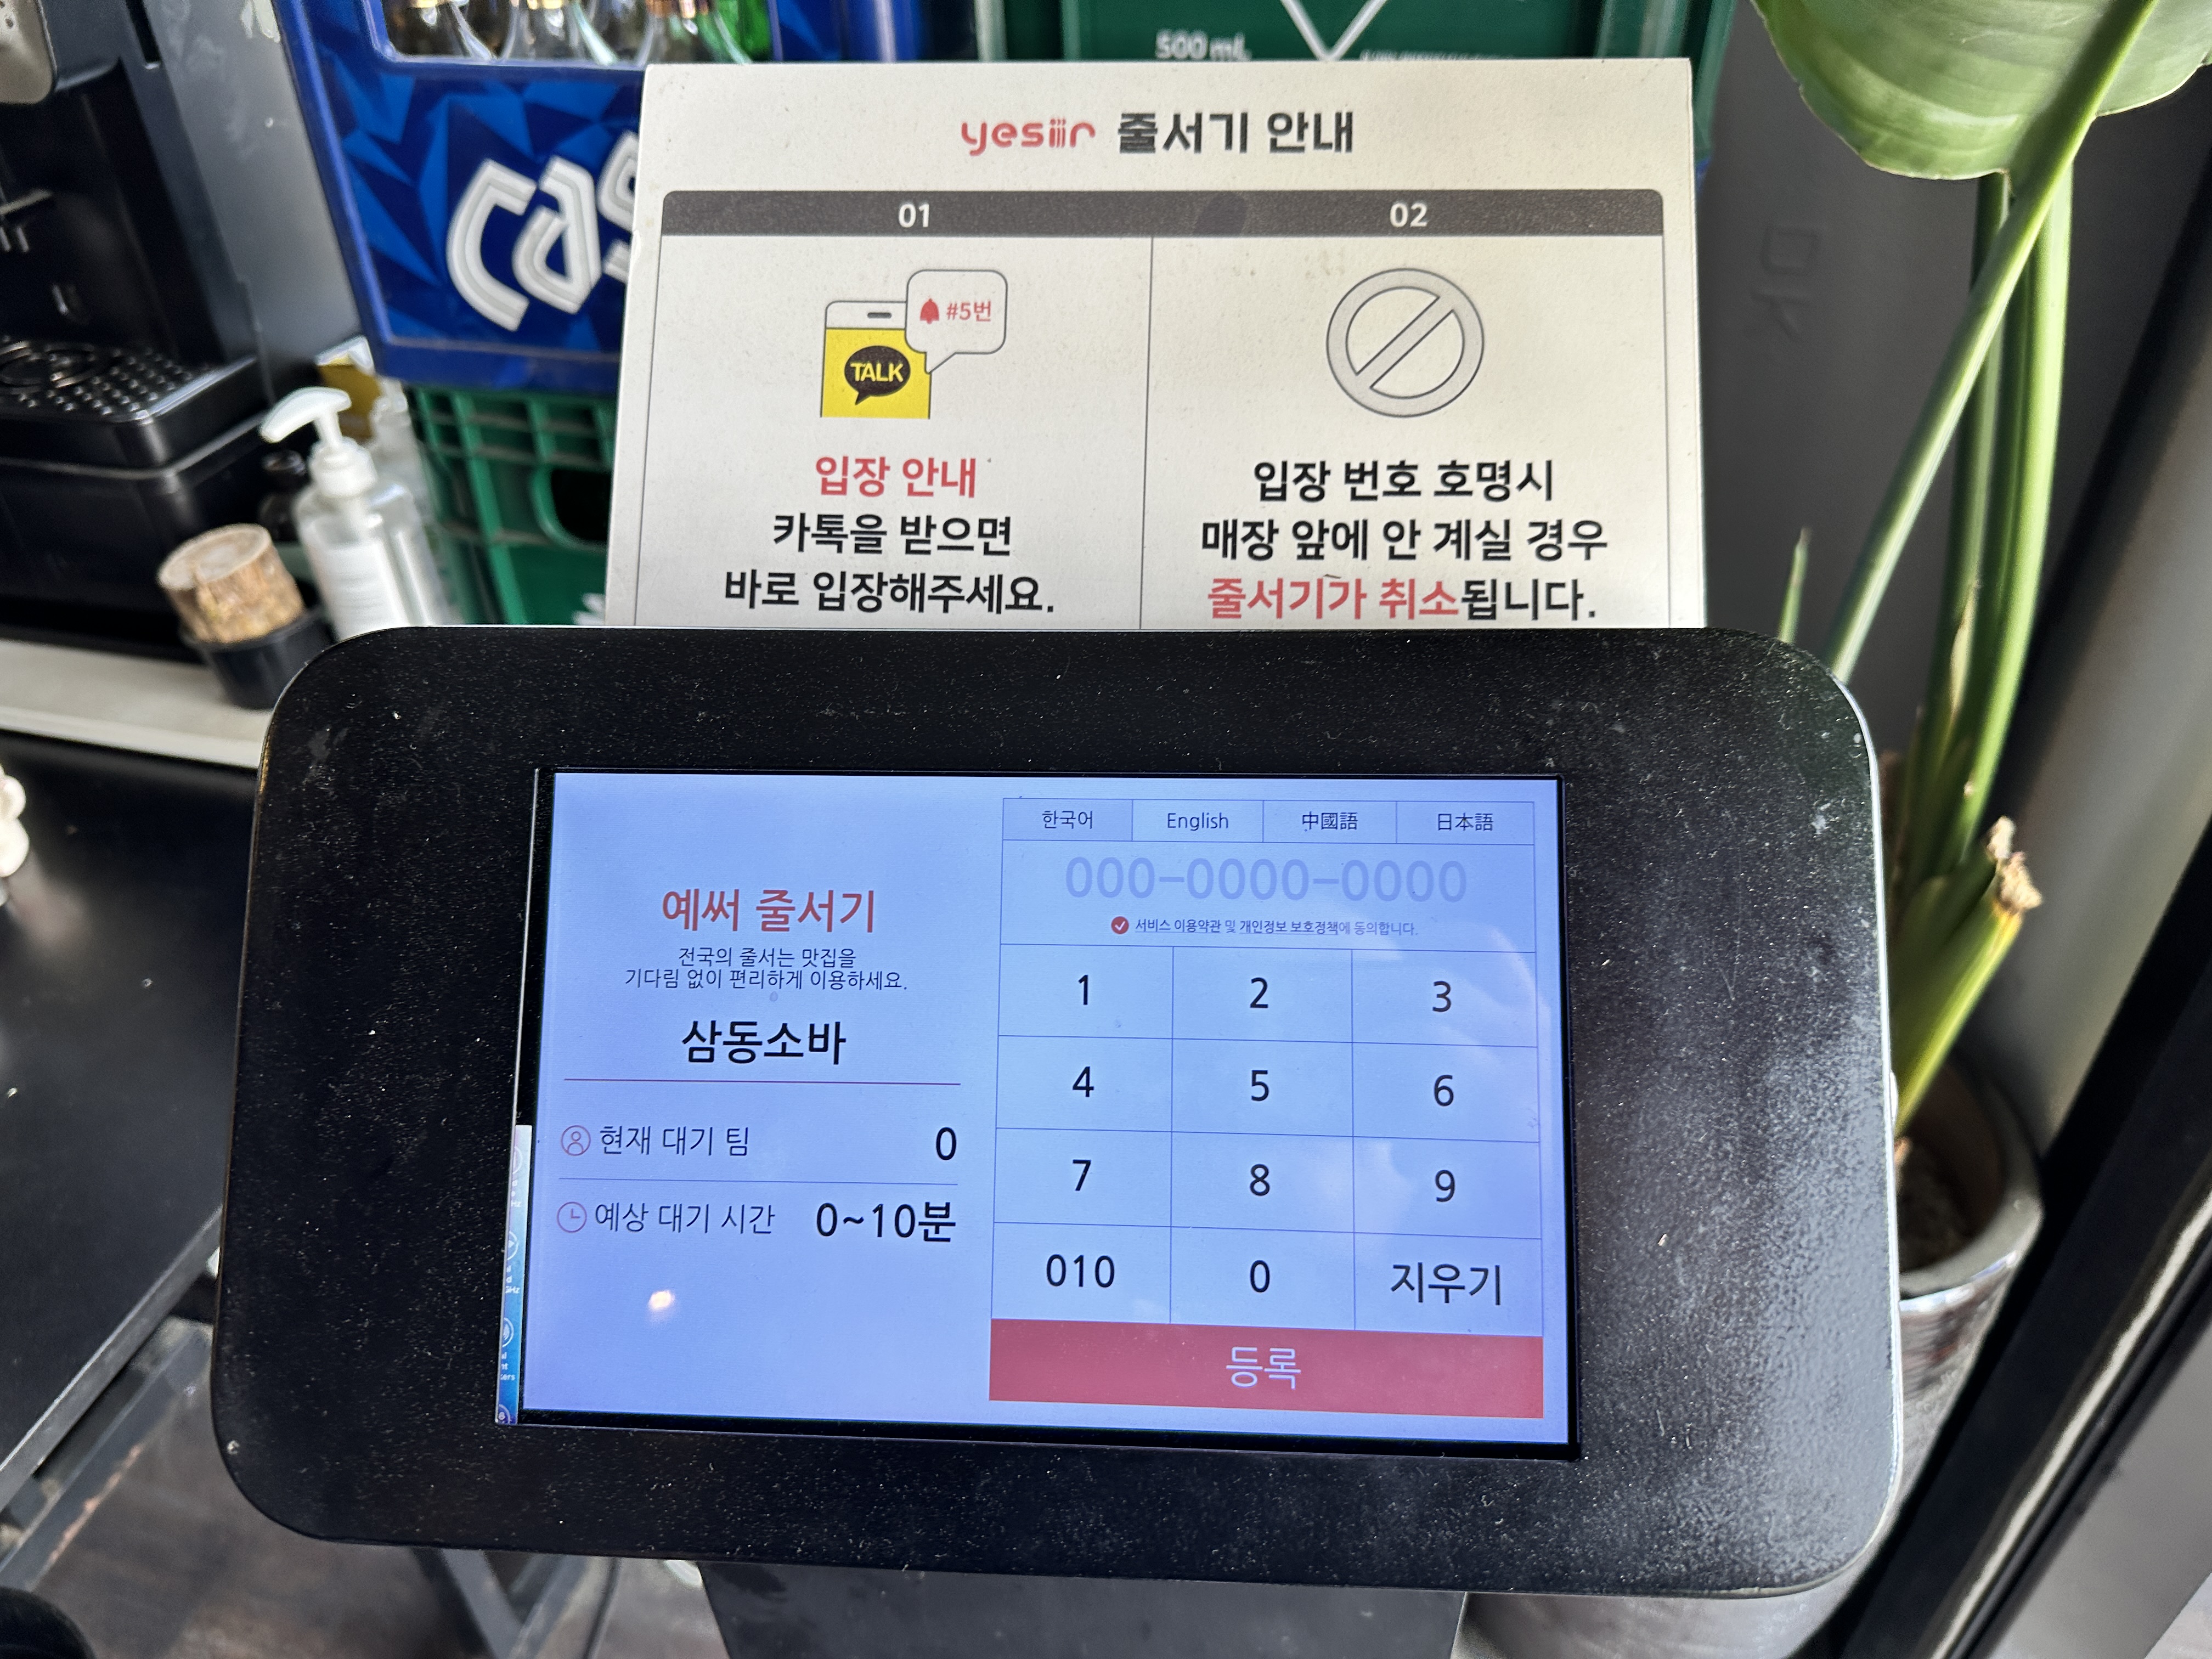 500 mL
cas
yesiir 줄서기 안내
01
02
#5번
TALK
입장 안내
카톡을 받으면
바로 입장해주세요.
입장 번호 호명시
매장 앞에 안 계실 경우
줄서기가 취소됩니다.
예써 줄서기
전국의 줄서는 맛집을
기다림 없이 편리하게 이용하세요.
삼동소바
현재 대기 팀 0
예상 대기 시간 0~10분
한국어 English 中國語 日本語
000-0000-0000
서비스 이용약관 및 개인정보 보호정책에 동의합니다.
1 2 3
4 5 6
7 8 9
010 0 지우기
등록